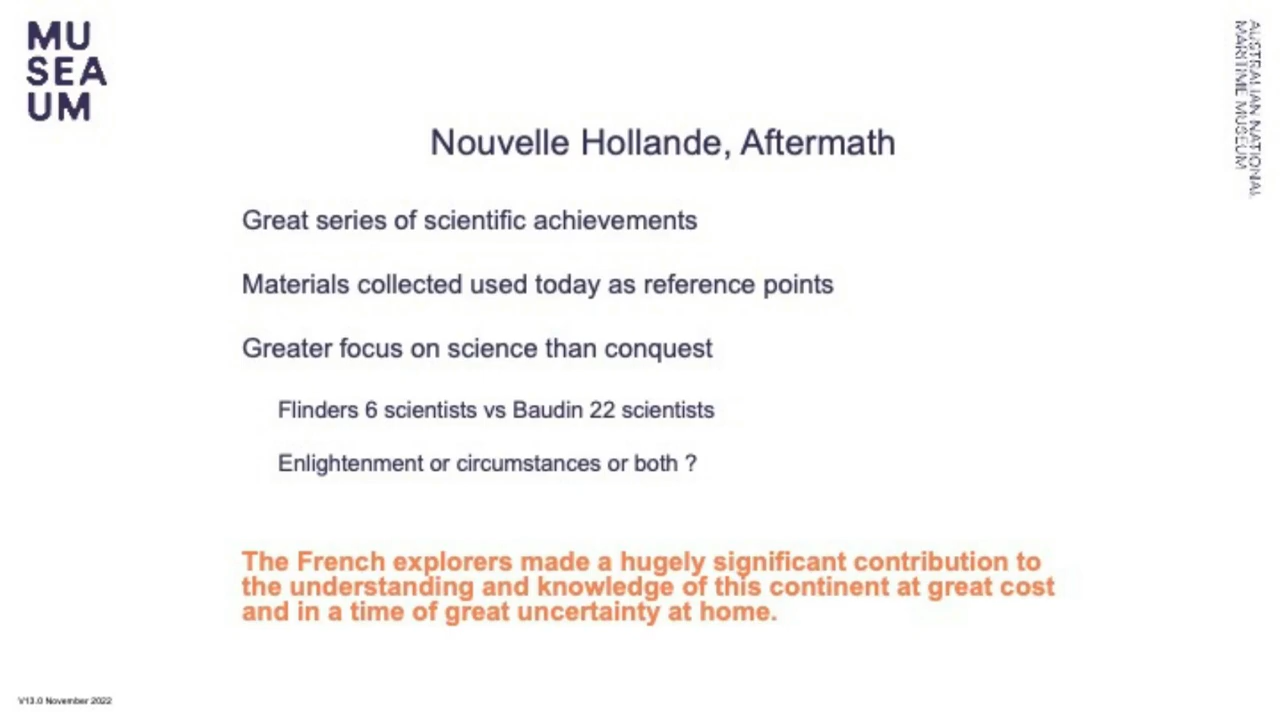 MU
SEA
UM
AUSTRALIAN NATIONAL
MARITIME MUSEUM
Nouvelle Hollande, Aftermath
Great series of scientific achievements
Materials collected used today as reference points
Greater focus on science than conquest
Flinders 6 scientists vs Baudin 22 scientists
Enlightenment or circumstances or both ?
The French explorers made a hugely significant contribution to
the understanding and knowledge of this continent at great cost
and in a time of great uncertainty at home.
V13.0 November 2022